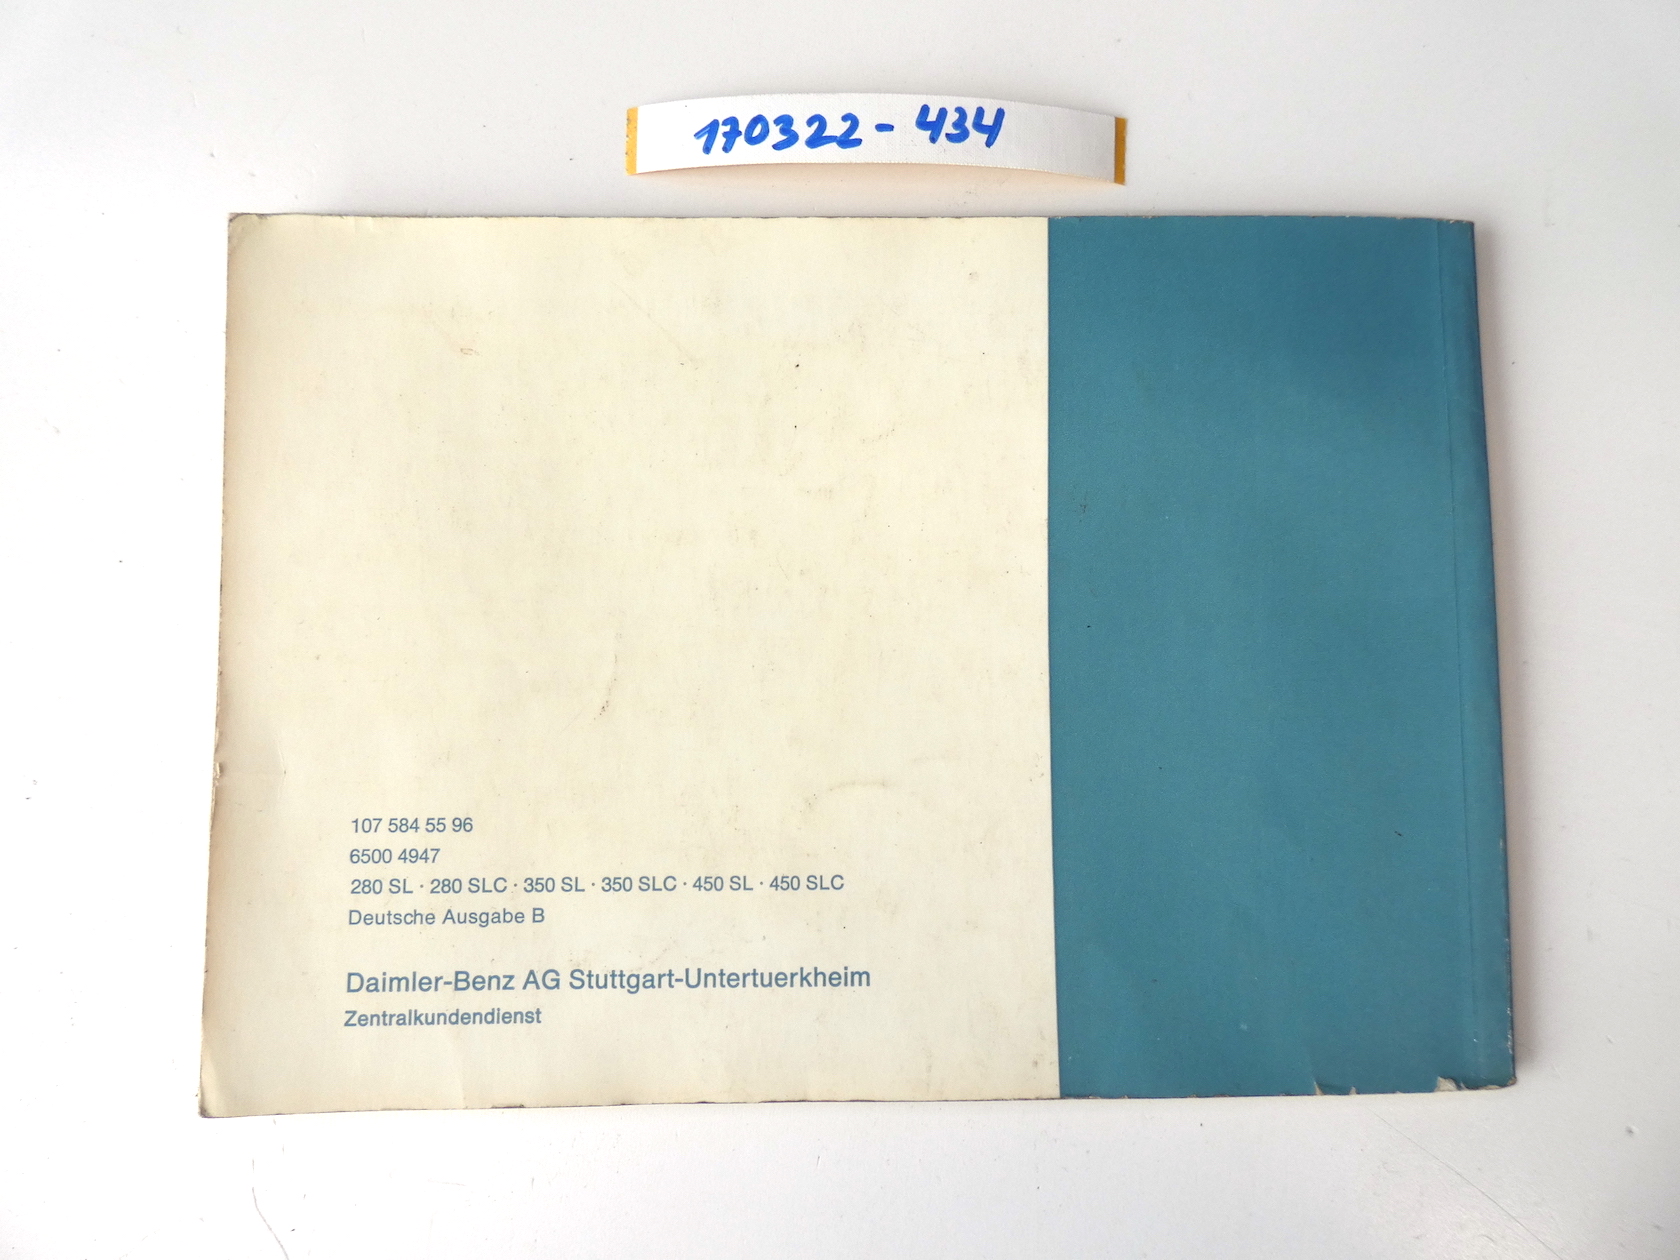 170322-434
107 584 55 96
6500 4947
280 SL · 280 SLC · 350 SL · 350 SLC · 450 SL · 450 SLC
Deutsche Ausgabe B
Daimler-Benz AG Stuttgart-Untertuerkheim
Zentralkundendienst